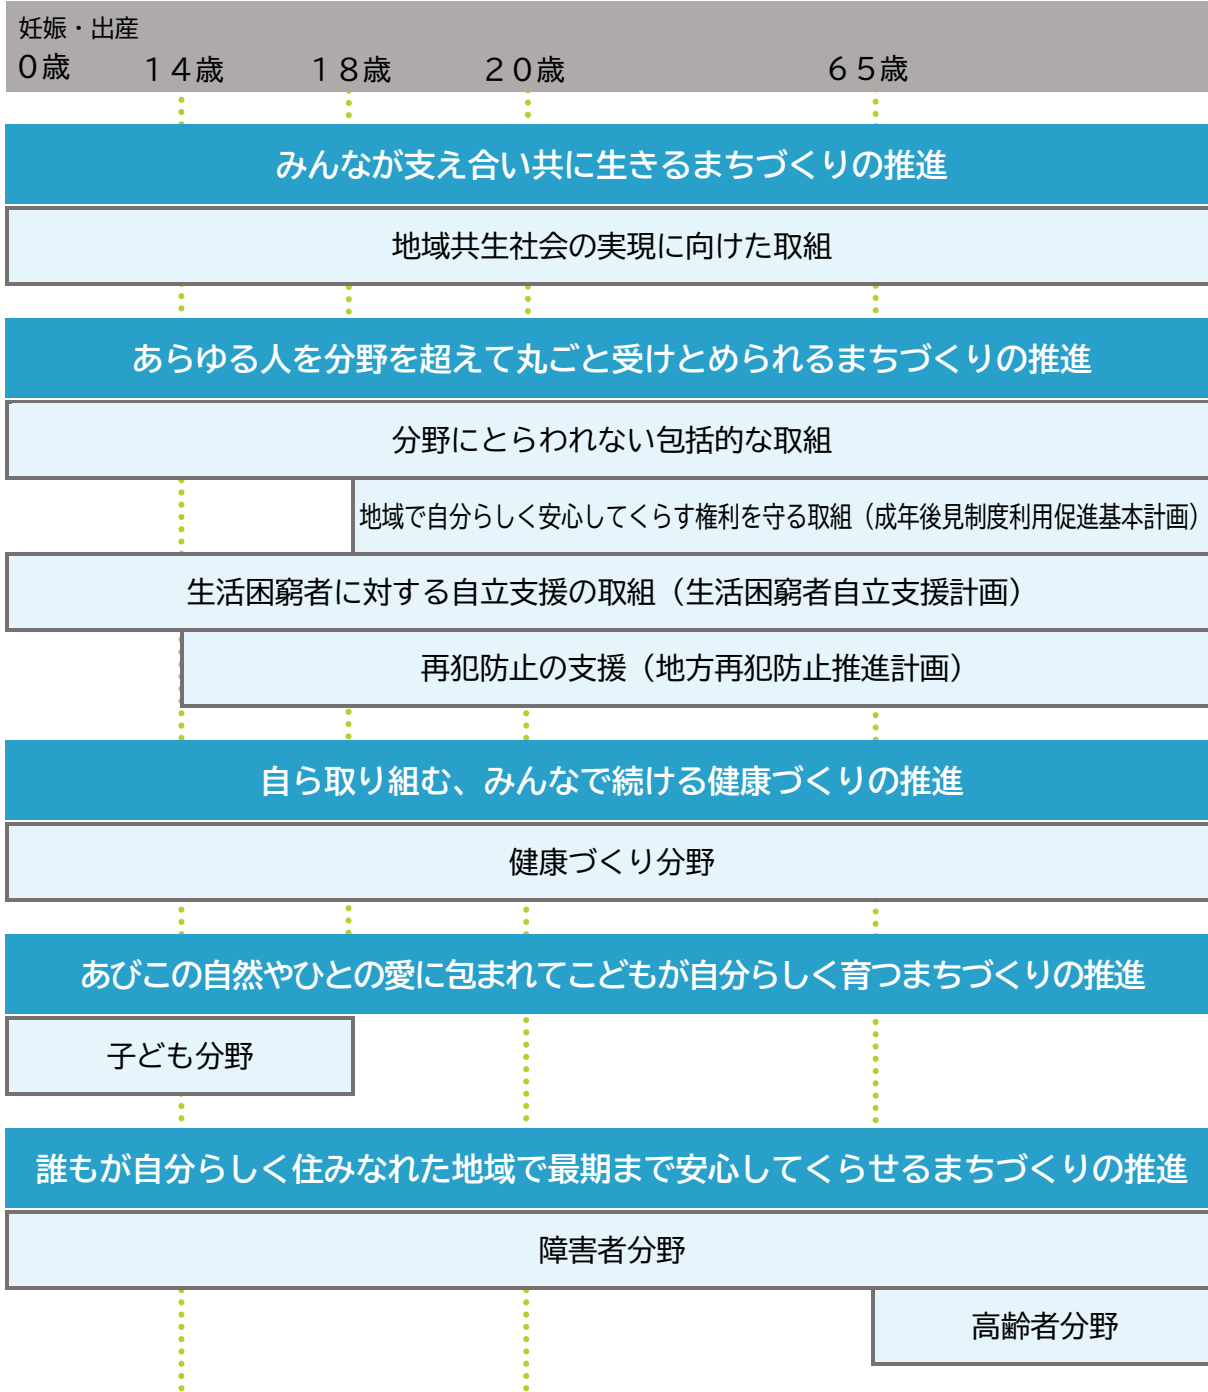 妊娠・出産
0歳 14歳 18歳 20歳 65歳
みんなが支え合い共に生きるまちづくりの推進
地域共生社会の実現に向けた取組
あらゆる人を分野を超えて丸ごと受けとめられるまちづくりの推進
分野にとらわれない包括的な取組
地域で自分らしく安心してくらす権利を守る取組（成年後見制度利用促進基本計画）
生活困窮者に対する自立支援の取組（生活困窮者自立支援計画）
再犯防止の支援（地方再犯防止推進計画）
自ら取り組む、みんなで続ける健康づくりの推進
健康づくり分野
あびこの自然やひとの愛に包まれてこどもが自分らしく育つまちづくりの推進
子ども分野
誰もが自分らしく住みなれた地域で最期まで安心してくらせるまちづくりの推進
障害者分野
高齢者分野